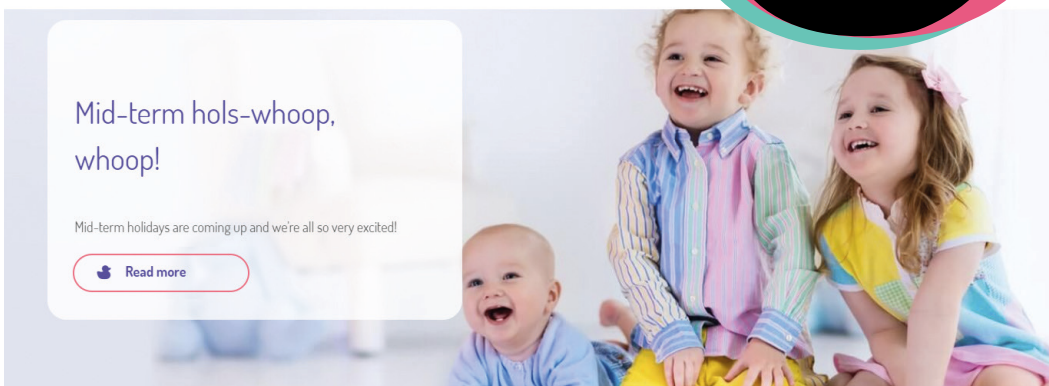 Mid-term hols-whoop,
whoop!
Mid-term holidays are coming up and we're all so very excited!
Read more